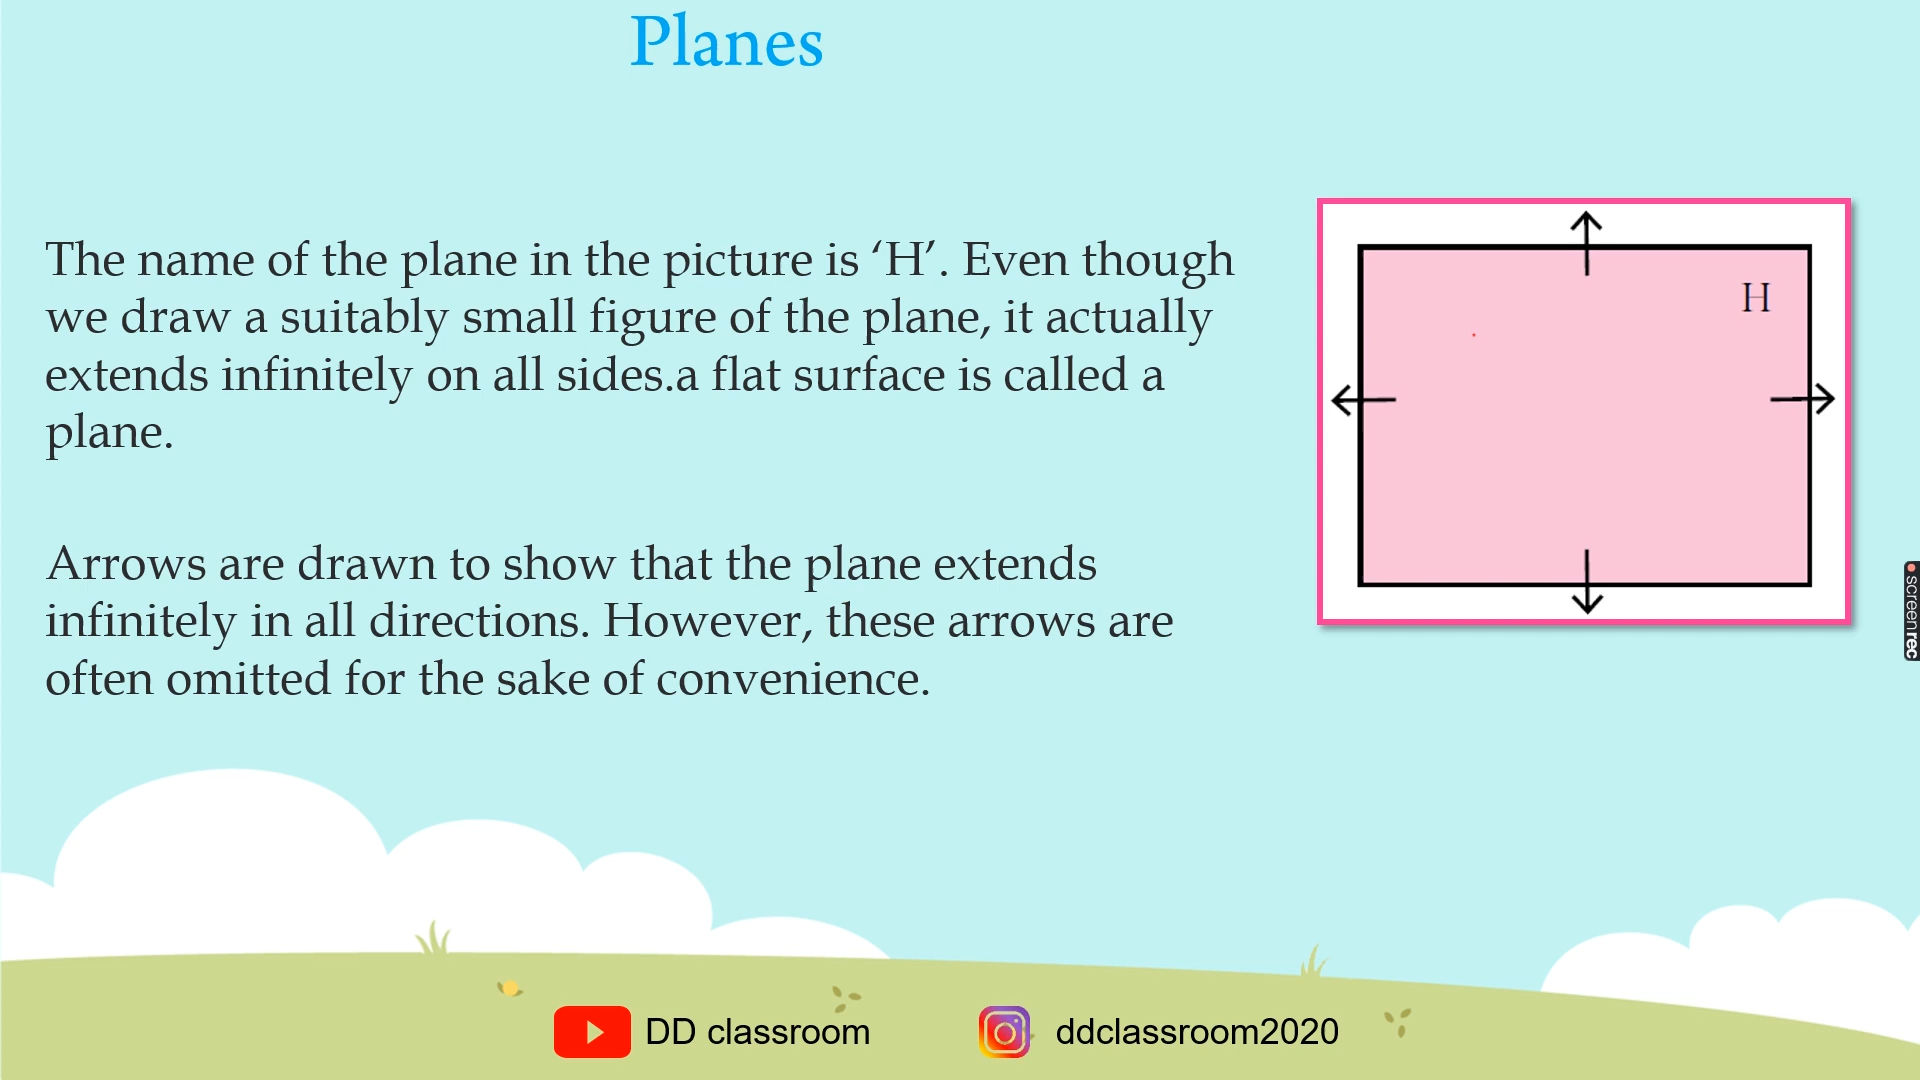 Planes
The name of the plane in the picture is ‘H’. Even though
we draw a suitably small figure of the plane, it actually
extends infinitely on all sides.a flat surface is called a
plane.
Arrows are drawn to show that the plane extends
infinitely in all directions. However, these arrows are
often omitted for the sake of convenience.
H
screenrec
DD classroom
ddclassroom2020